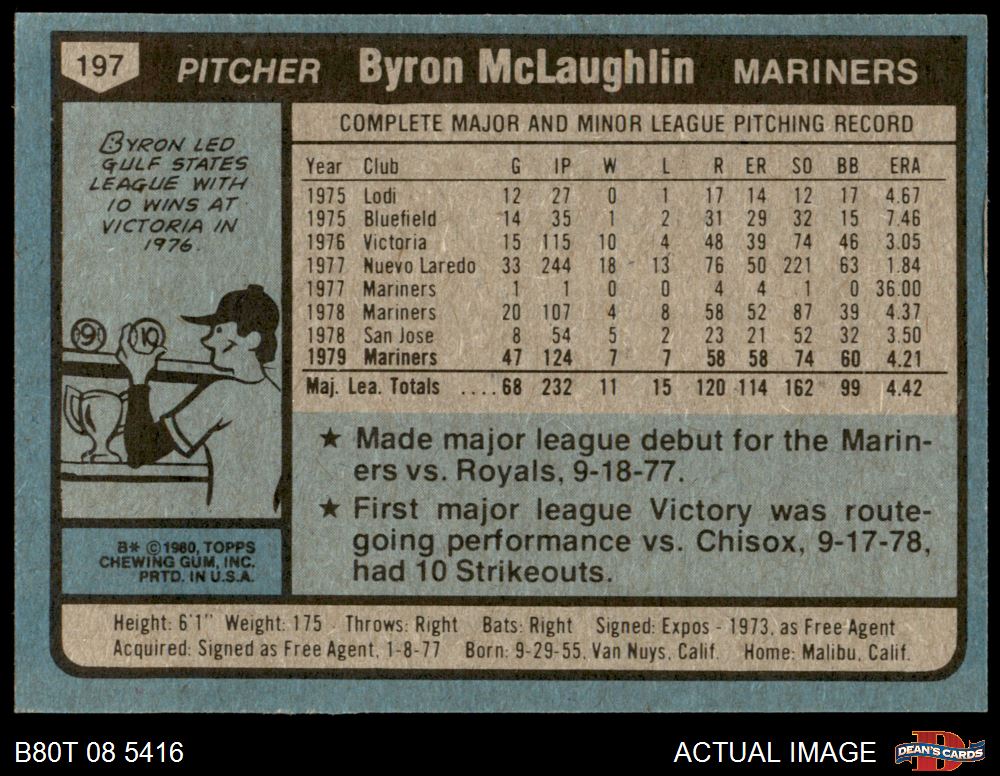 197 PITCHER Byron McLaughlin MARINERS
BYRON LED
GULF STATES
LEAGUE WITH
10 WINS AT
VICTORIA IN
1976.
9 10
B* ©1980, TOPPS
CHEWING GUM, INC.
PRTD. IN U.S.A.
COMPLETE MAJOR AND MINOR LEAGUE PITCHING RECORD
Year Club G IP W L R ER SO BB ERA
1975 Lodi 12 27 0 1 17 14 12 17 4.67
1975 Bluefield 14 35 1 2 31 29 32 15 7.46
1976 Victoria 15 115 10 4 48 39 74 46 3.05
1977 Nuevo Laredo 33 244 18 13 76 50 221 63 1.84
1977 Mariners 1 1 0 0 4 4 1 0 36.00
1978 Mariners 20 107 4 8 58 52 87 39 4.37
1978 San Jose 8 54 5 2 23 21 52 32 3.50
1979 Mariners 47 124 7 7 58 58 74 60 4.21
Maj. Lea. Totals ....68 232 11 15 120 114 162 99 4.42
★ Made major league debut for the Marin-
ers vs. Royals, 9-18-77.
★ First major league Victory was route-
going performance vs. Chisox, 9-17-78,
had 10 Strikeouts.
Height: 6'1" Weight: 175 Throws: Right Bats: Right Signed: Expos - 1973, as Free Agent
Acquired: Signed as Free Agent, 1-8-77 Born: 9-29-55, Van Nuys, Calif. Home: Malibu, Calif.
B80T 08 5416 ACTUAL IMAGE DEAN'S CARDS